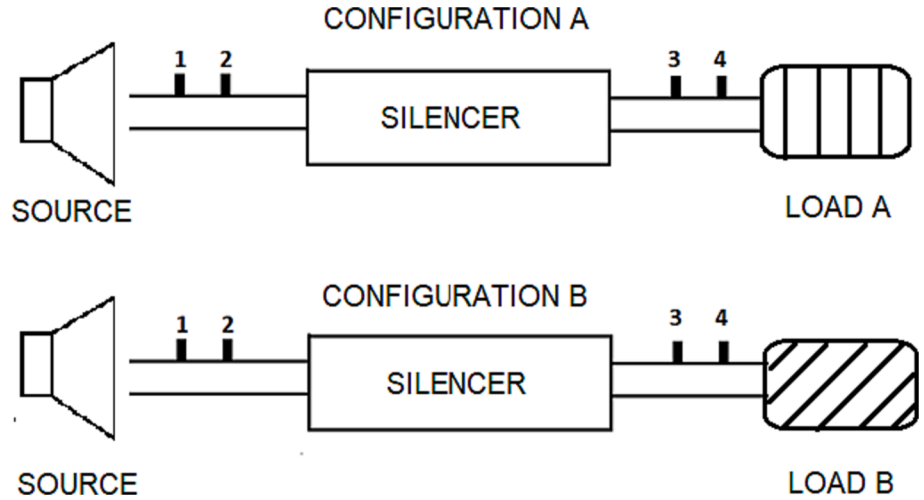 CONFIGURATION A
1 2 3 4
SILENCER
SOURCE
LOAD A
CONFIGURATION B
1 2 3 4
SILENCER
SOURCE
LOAD B